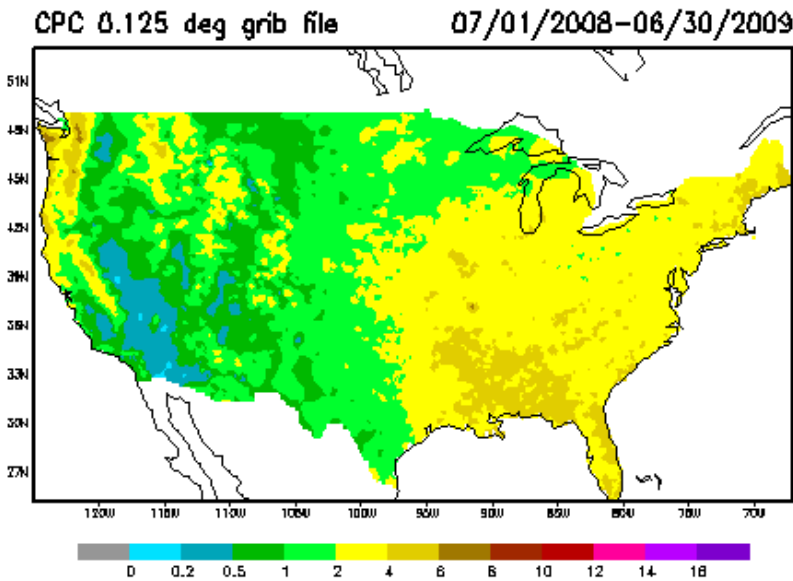 CPC 0.125 deg grib file 07/01/2008-06/30/2009
51N
48N
45N
42N
39N
36N
33N
30N
27N
120W 115W 110W 105W 100W 95W 90W 85W 80W 75W 70W
0 0.2 0.5 1 2 4 6 8 10 12 14 16